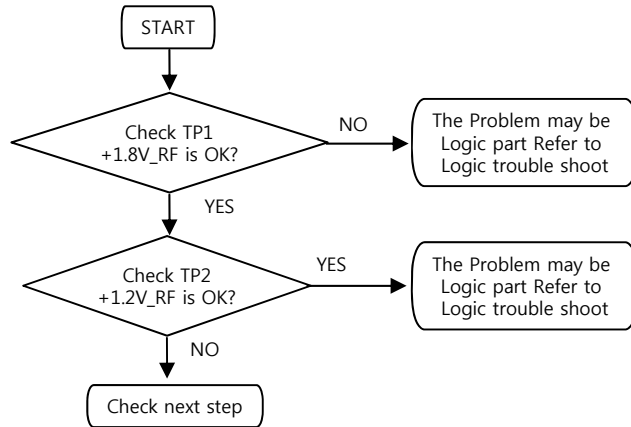 START
Check TP1
+1.8V_RF is OK?
NO
The Problem may be
Logic part Refer to
Logic trouble shoot
YES
Check TP2
+1.2V_RF is OK?
YES
The Problem may be
Logic part Refer to
Logic trouble shoot
NO
Check next step